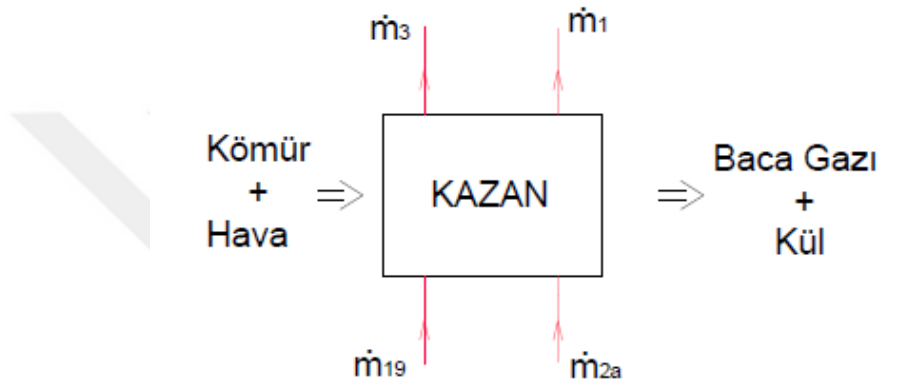 ṁ3
ṁ1
Kömür
+
Hava
⇒
KAZAN
⇒
Baca Gazı
+
Kül
ṁ19
ṁ2a